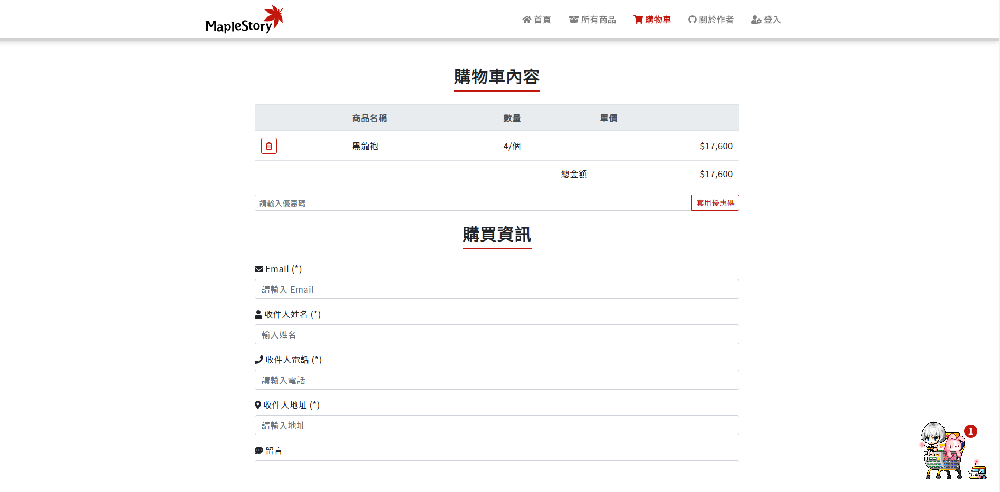 MapleStory
首頁 所有商品 購物車 關於作者 登入
購物車內容
商品名稱 數量 單價
黑龍袍 4/個 $17,600
總金額 $17,600
請輸入優惠碼 套用優惠碼
購買資訊
Email (*)
請輸入 Email
收件人姓名 (*)
輸入姓名
收件人電話 (*)
請輸入電話
收件人地址 (*)
請輸入地址
留言
1